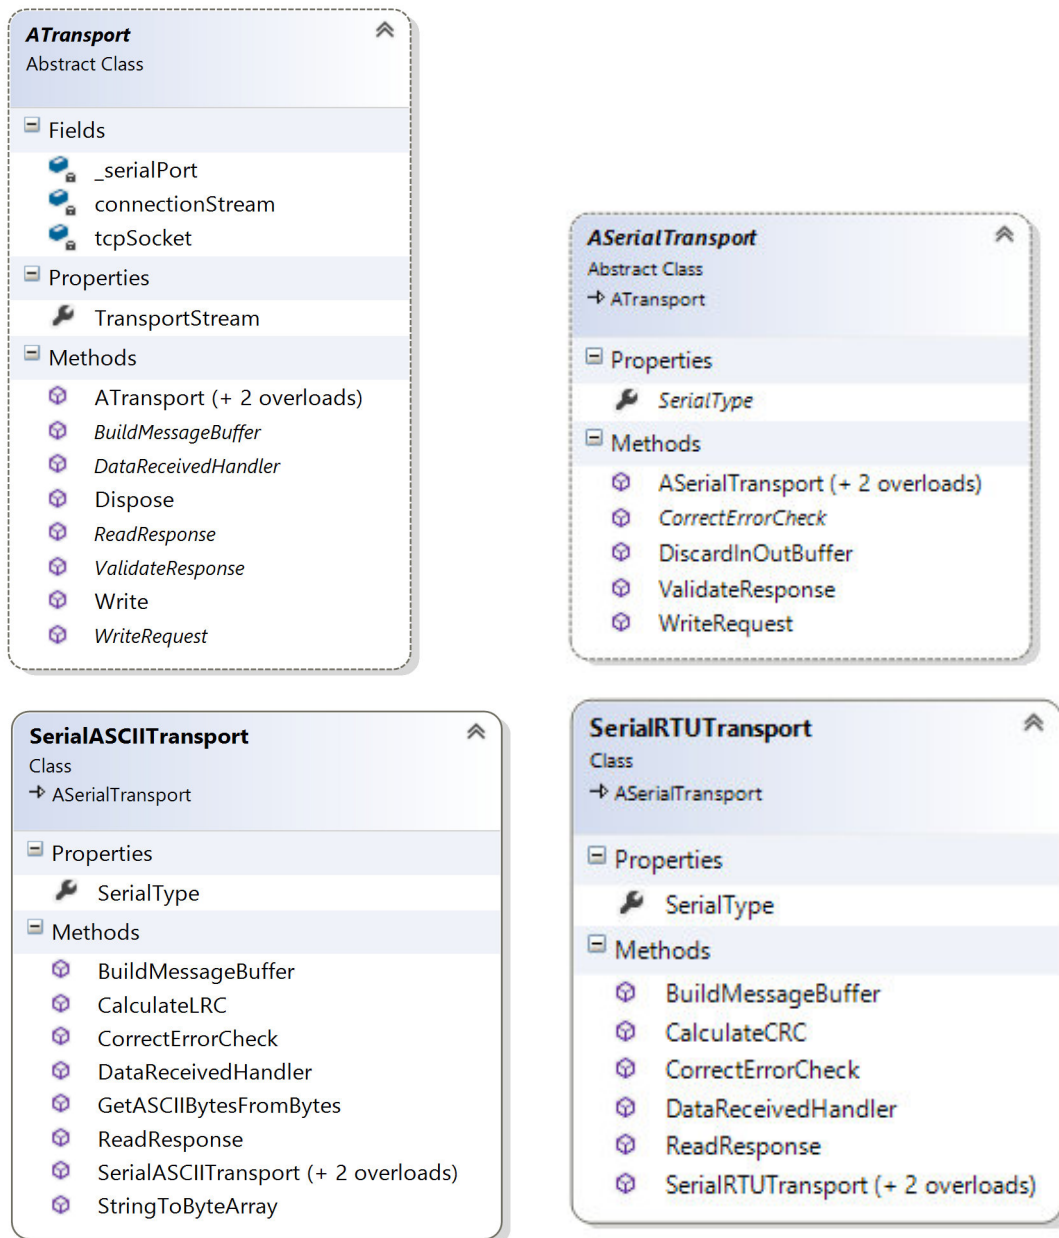 ATransport
Abstract Class
Fields
_serialPort
connectionStream
tcpSocket
Properties
TransportStream
Methods
ATransport (+ 2 overloads)
BuildMessageBuffer
DataReceivedHandler
Dispose
ReadResponse
ValidateResponse
Write
WriteRequest
ASerialTransport
Abstract Class
ATransport
Properties
SerialType
Methods
ASerialTransport (+ 2 overloads)
CorrectErrorCheck
DiscardInOutBuffer
ValidateResponse
WriteRequest
SerialASCIITransport
Class
ASerialTransport
Properties
SerialType
Methods
BuildMessageBuffer
CalculateLRC
CorrectErrorCheck
DataReceivedHandler
GetASCIIBytesFromBytes
ReadResponse
SerialASCIITransport (+ 2 overloads)
StringToByteArray
SerialRTUTransport
Class
ASerialTransport
Properties
SerialType
Methods
BuildMessageBuffer
CalculateCRC
CorrectErrorCheck
DataReceivedHandler
ReadResponse
SerialRTUTransport (+ 2 overloads)